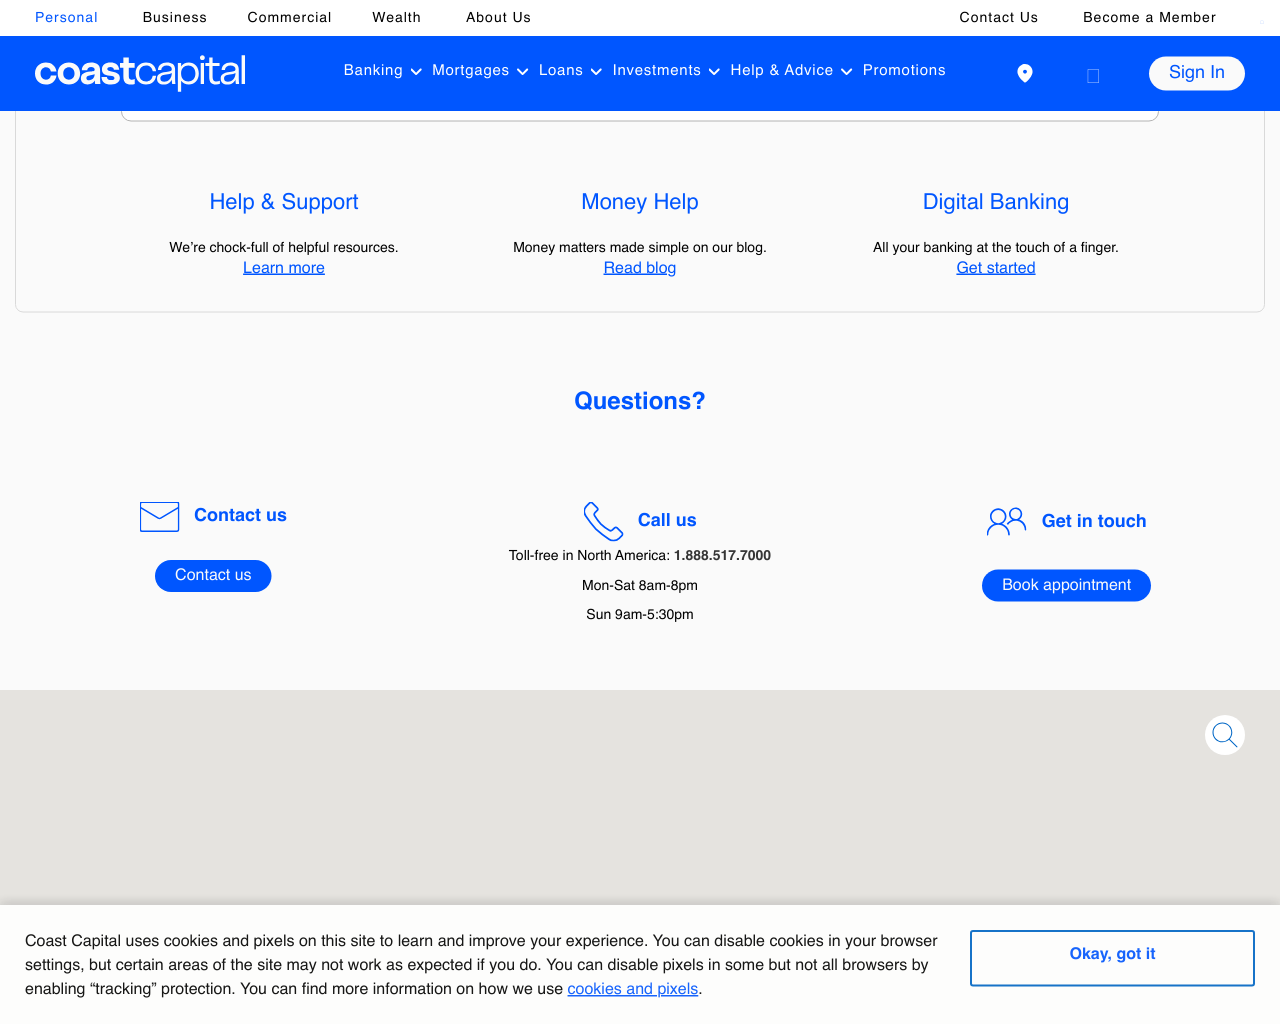 Personal Business Commercial Wealth About Us Contact Us Become a Member
coastcapital Banking Mortgages Loans Investments Help & Advice Promotions Sign In
Help & Support Money Help Digital Banking
We’re chock-full of helpful resources. Money matters made simple on our blog. All your banking at the touch of a finger.
Learn more Read blog Get started
Questions?
Contact us Call us Get in touch
Toll-free in North America: 1.888.517.7000
Contact us Mon-Sat 8am-8pm Book appointment
Sun 9am-5:30pm
Coast Capital uses cookies and pixels on this site to learn and improve your experience. You can disable cookies in your browser
settings, but certain areas of the site may not work as expected if you do. You can disable pixels in some but not all browsers by
enabling “tracking” protection. You can find more information on how we use cookies and pixels.
Okay, got it